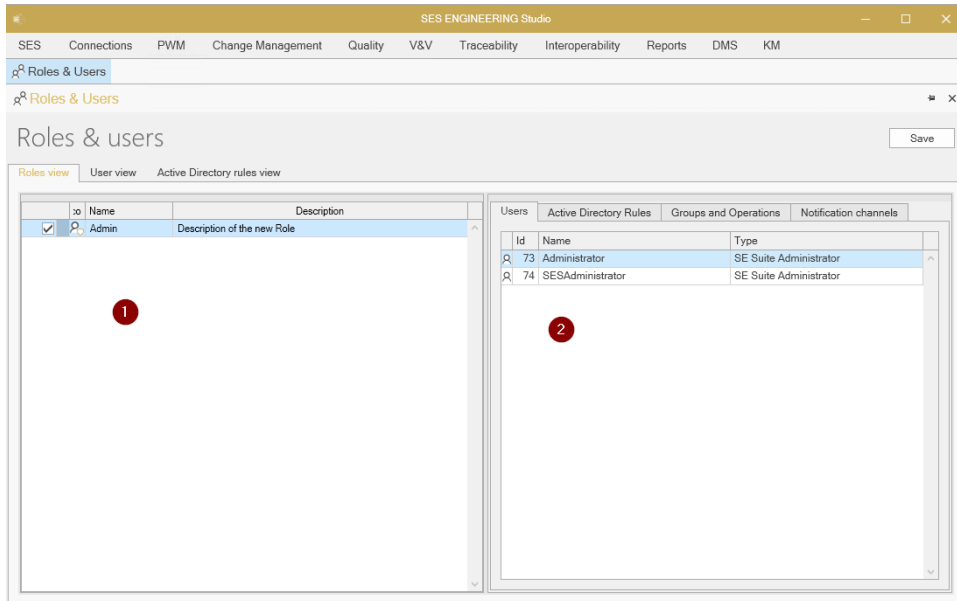 SES ENGINEERING Studio
SES Connections PWM Change Management Quality V&V Traceability Interoperability Reports DMS KM
Roles & Users
Roles & Users
Roles & users
Save
Roles view User view Active Directory rules view
Name Description
Admin Description of the new Role
1
Users Active Directory Rules Groups and Operations Notification channels
Id Name Type
73 Administrator SE Suite Administrator
74 SESAdministrator SE Suite Administrator
2